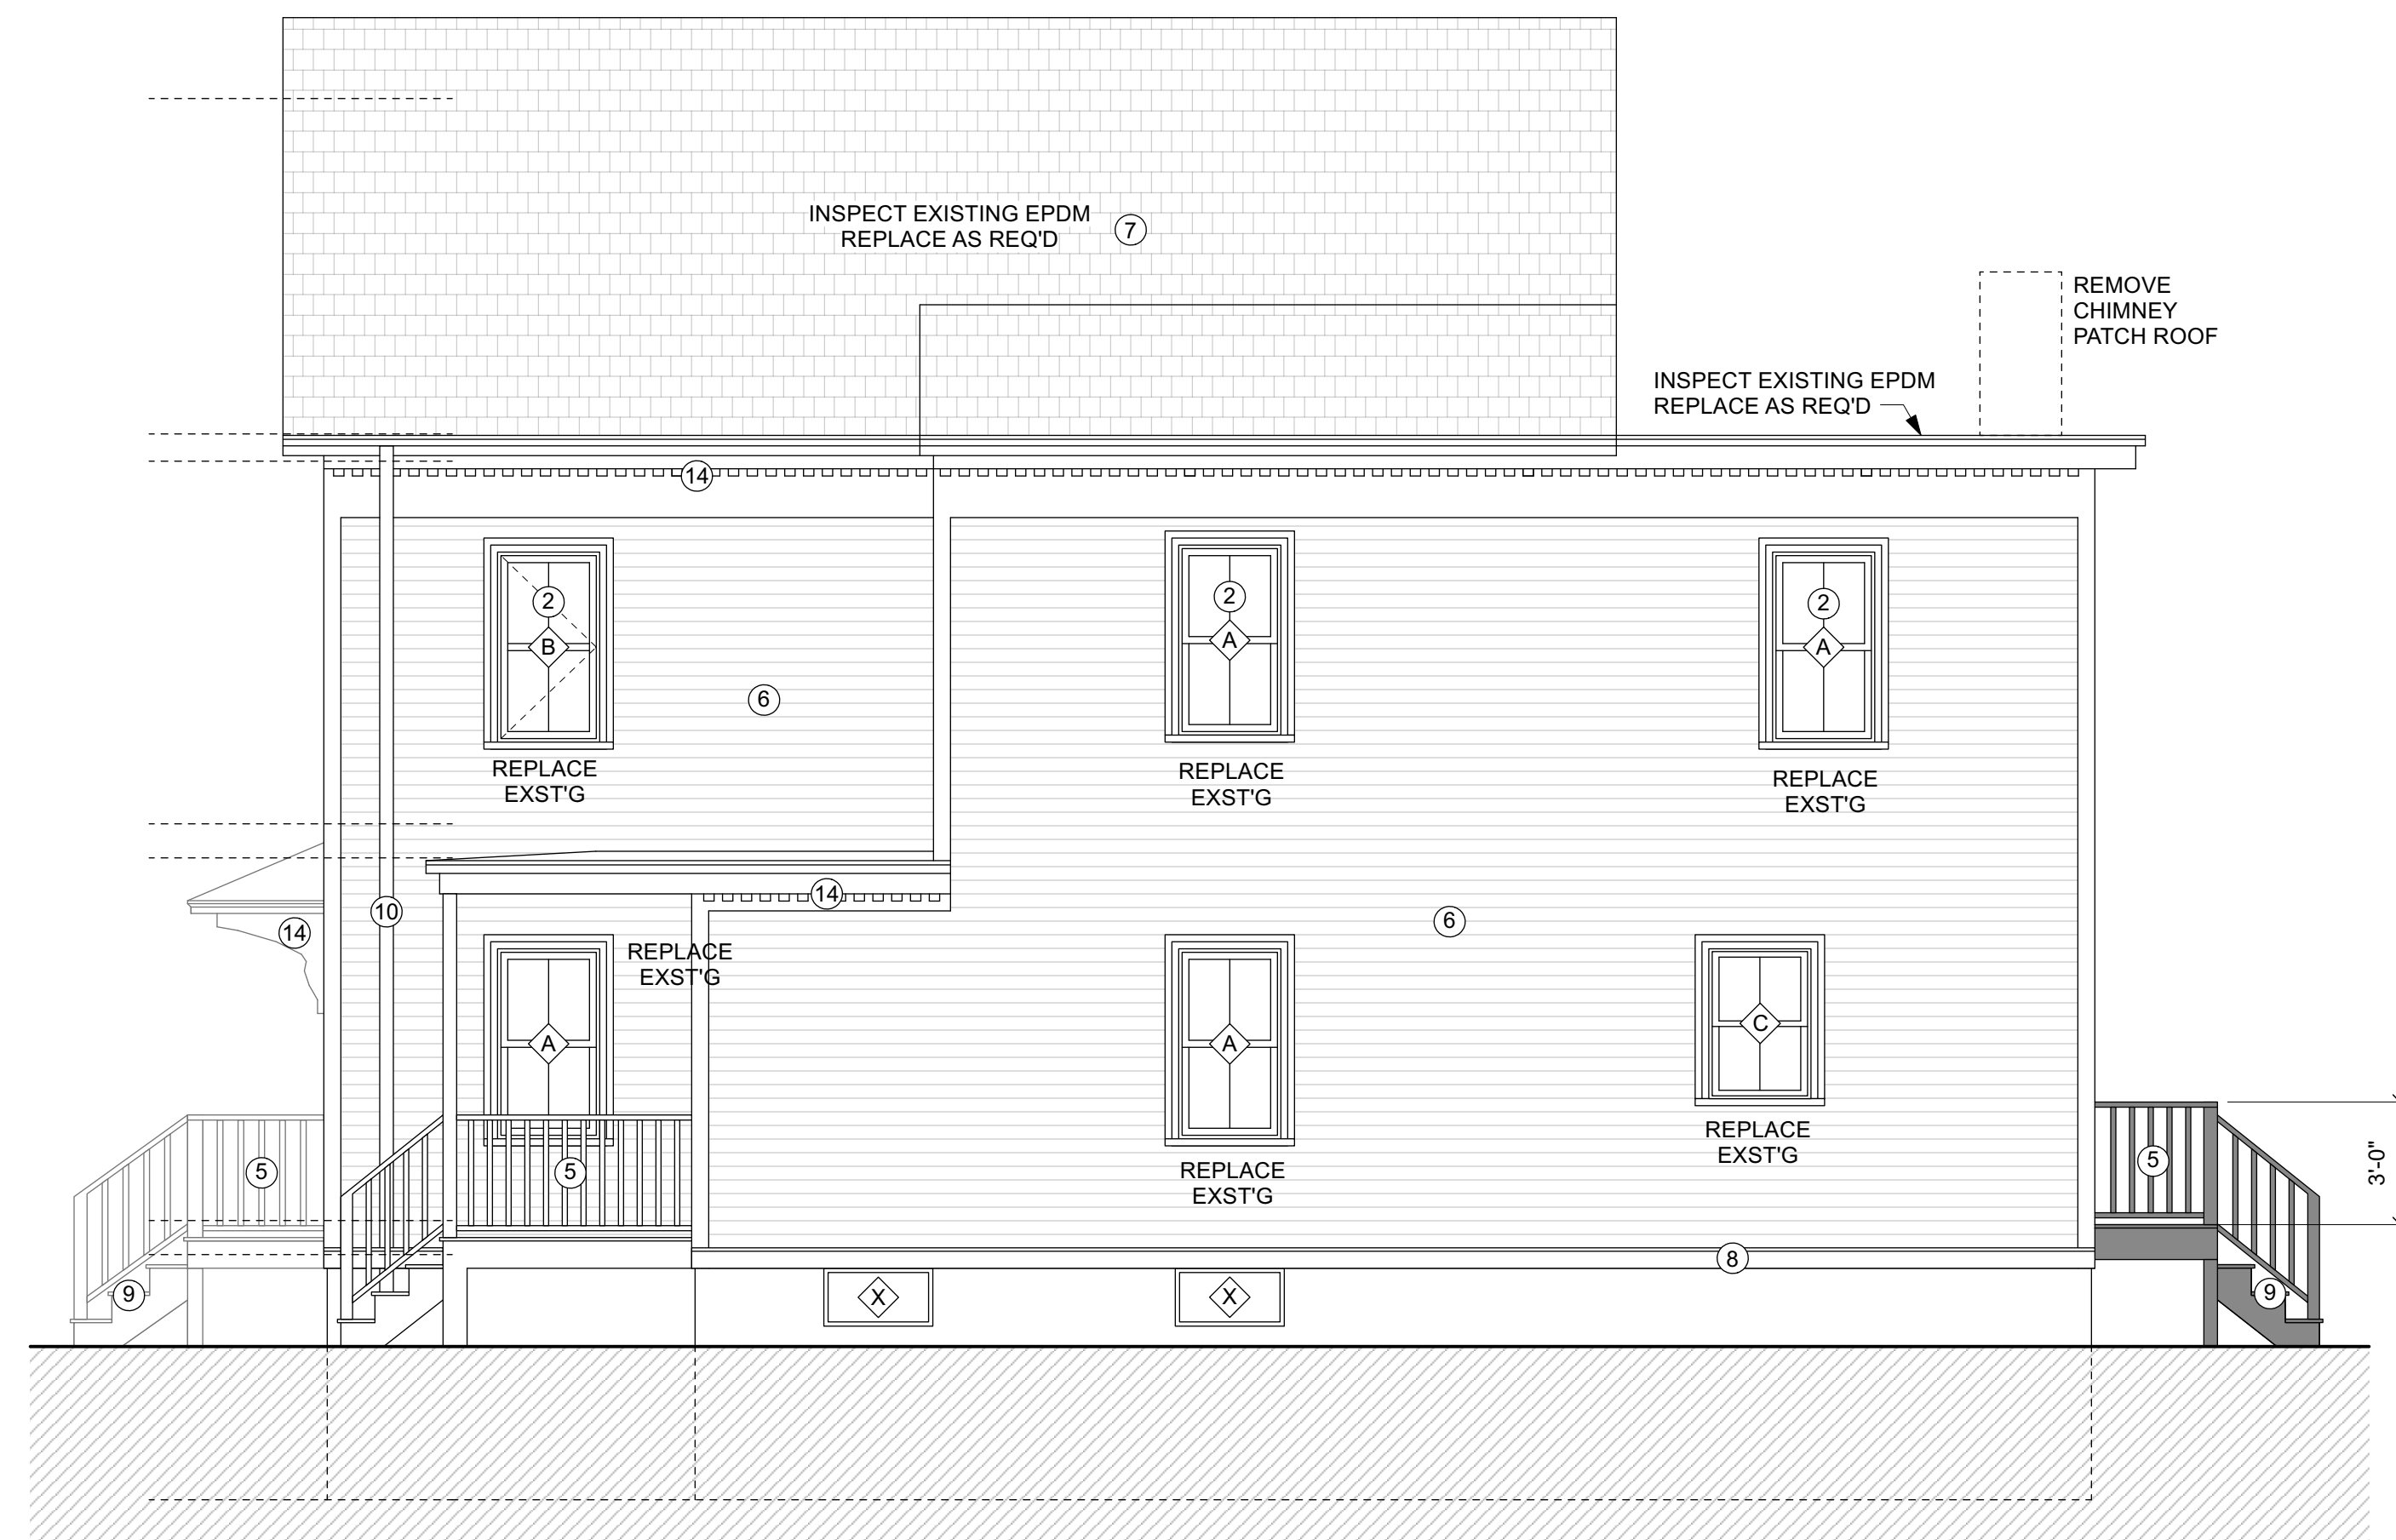 INSPECT EXISTING EPDM
REPLACE AS REQ'D
7
REMOVE
CHIMNEY
PATCH ROOF
INSPECT EXISTING EPDM
REPLACE AS REQ'D
14
2
B
2
A
2
A
6
REPLACE
EXST'G
REPLACE
EXST'G
REPLACE
EXST'G
14
10
14
6
REPLACE
EXST'G
A
A
C
REPLACE
EXST'G
REPLACE
EXST'G
5
5
5
3'-0"
8
9
X
X
9